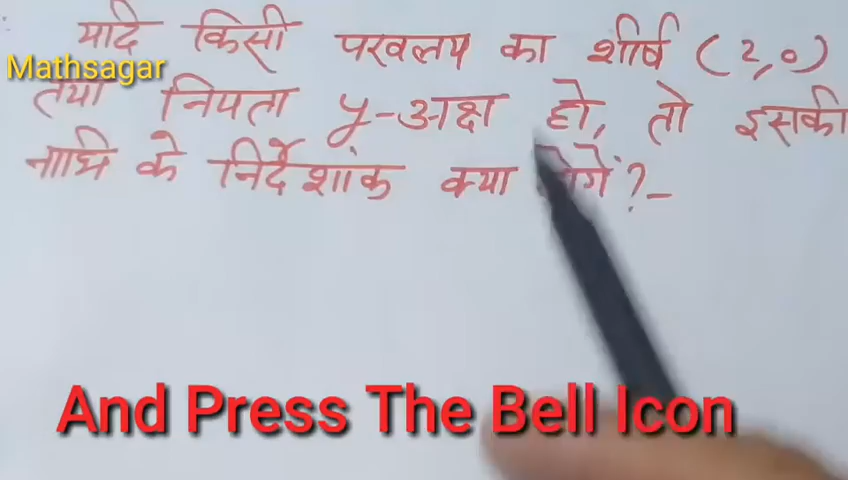 यदि किसी परवलय का शीर्ष (2,0)
Mathsagar
तथा नियता y-अक्ष हो, तो इसकी
नाभि के निर्देशांक क्या होगें?-
And Press The Bell Icon